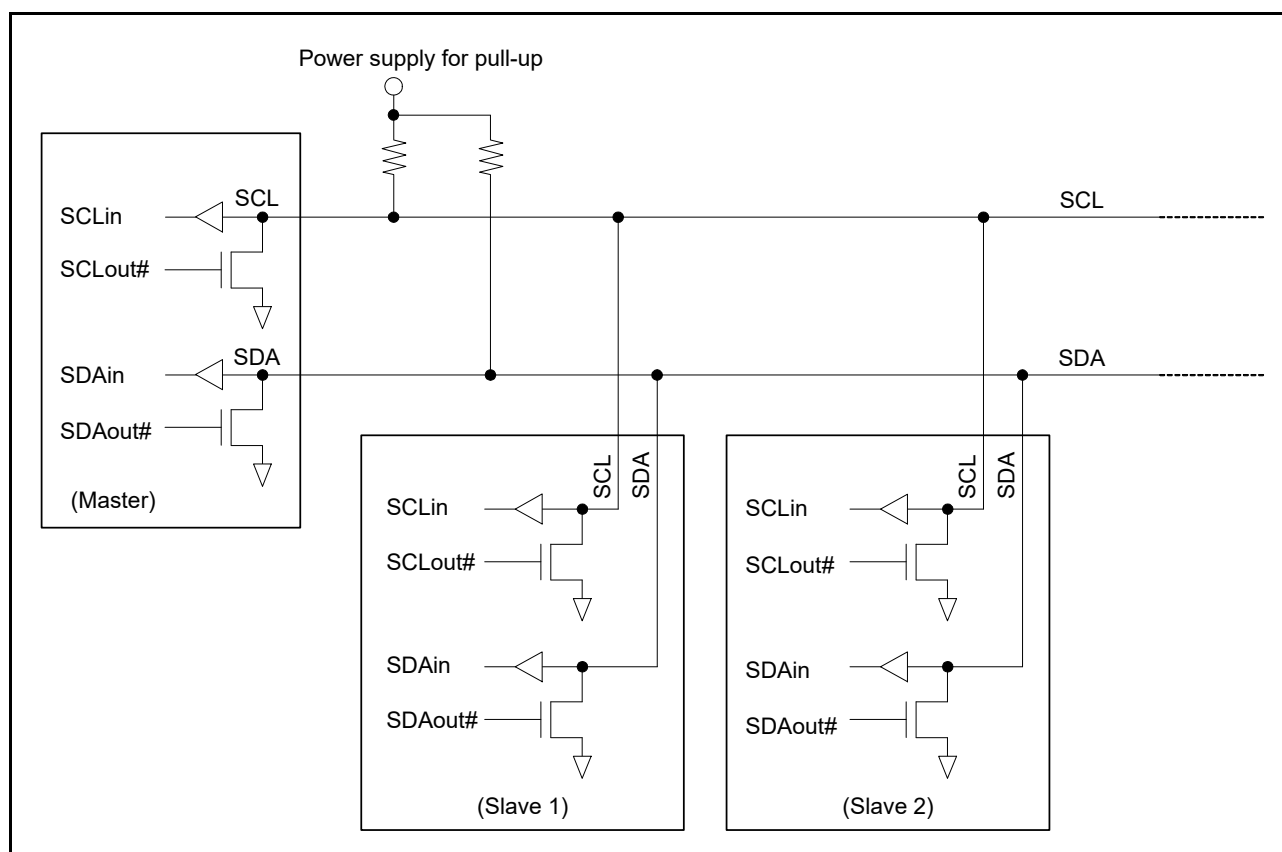 Power supply for pull-up
SCL
SCLin
SCL
SCLout#
SDA
SDAin
SDA
SDAout#
(Master)
SCL
SDA
SCLin
SCLout#
SDAin
SDAout#
(Slave 1)
SCL
SDA
SCLin
SCLout#
SDAin
SDAout#
(Slave 2)